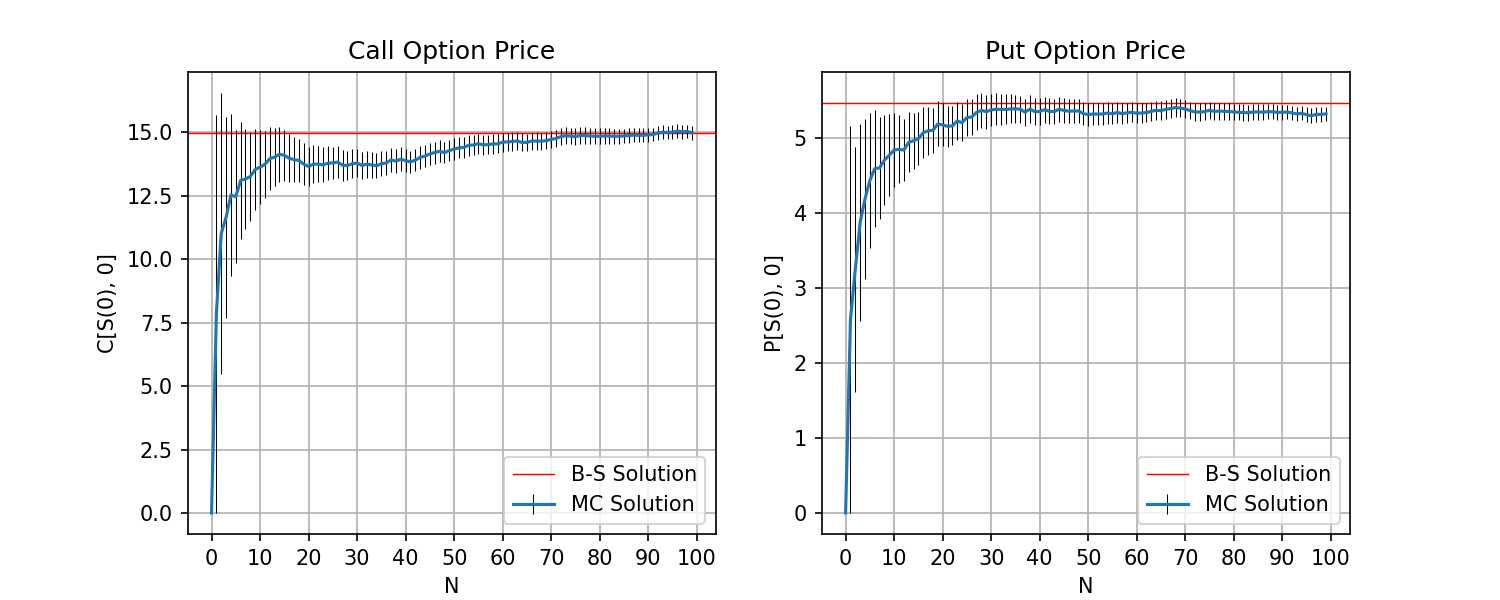 Call Option Price
C[S(0), 0]
15.0
12.5
10.0
7.5
5.0
2.5
0.0
0 10 20 30 40 50 60 70 80 90 100
N
B-S Solution
MC Solution
Put Option Price
P[S(0), 0]
5
4
3
2
1
0
0 10 20 30 40 50 60 70 80 90 100
N
B-S Solution
MC Solution